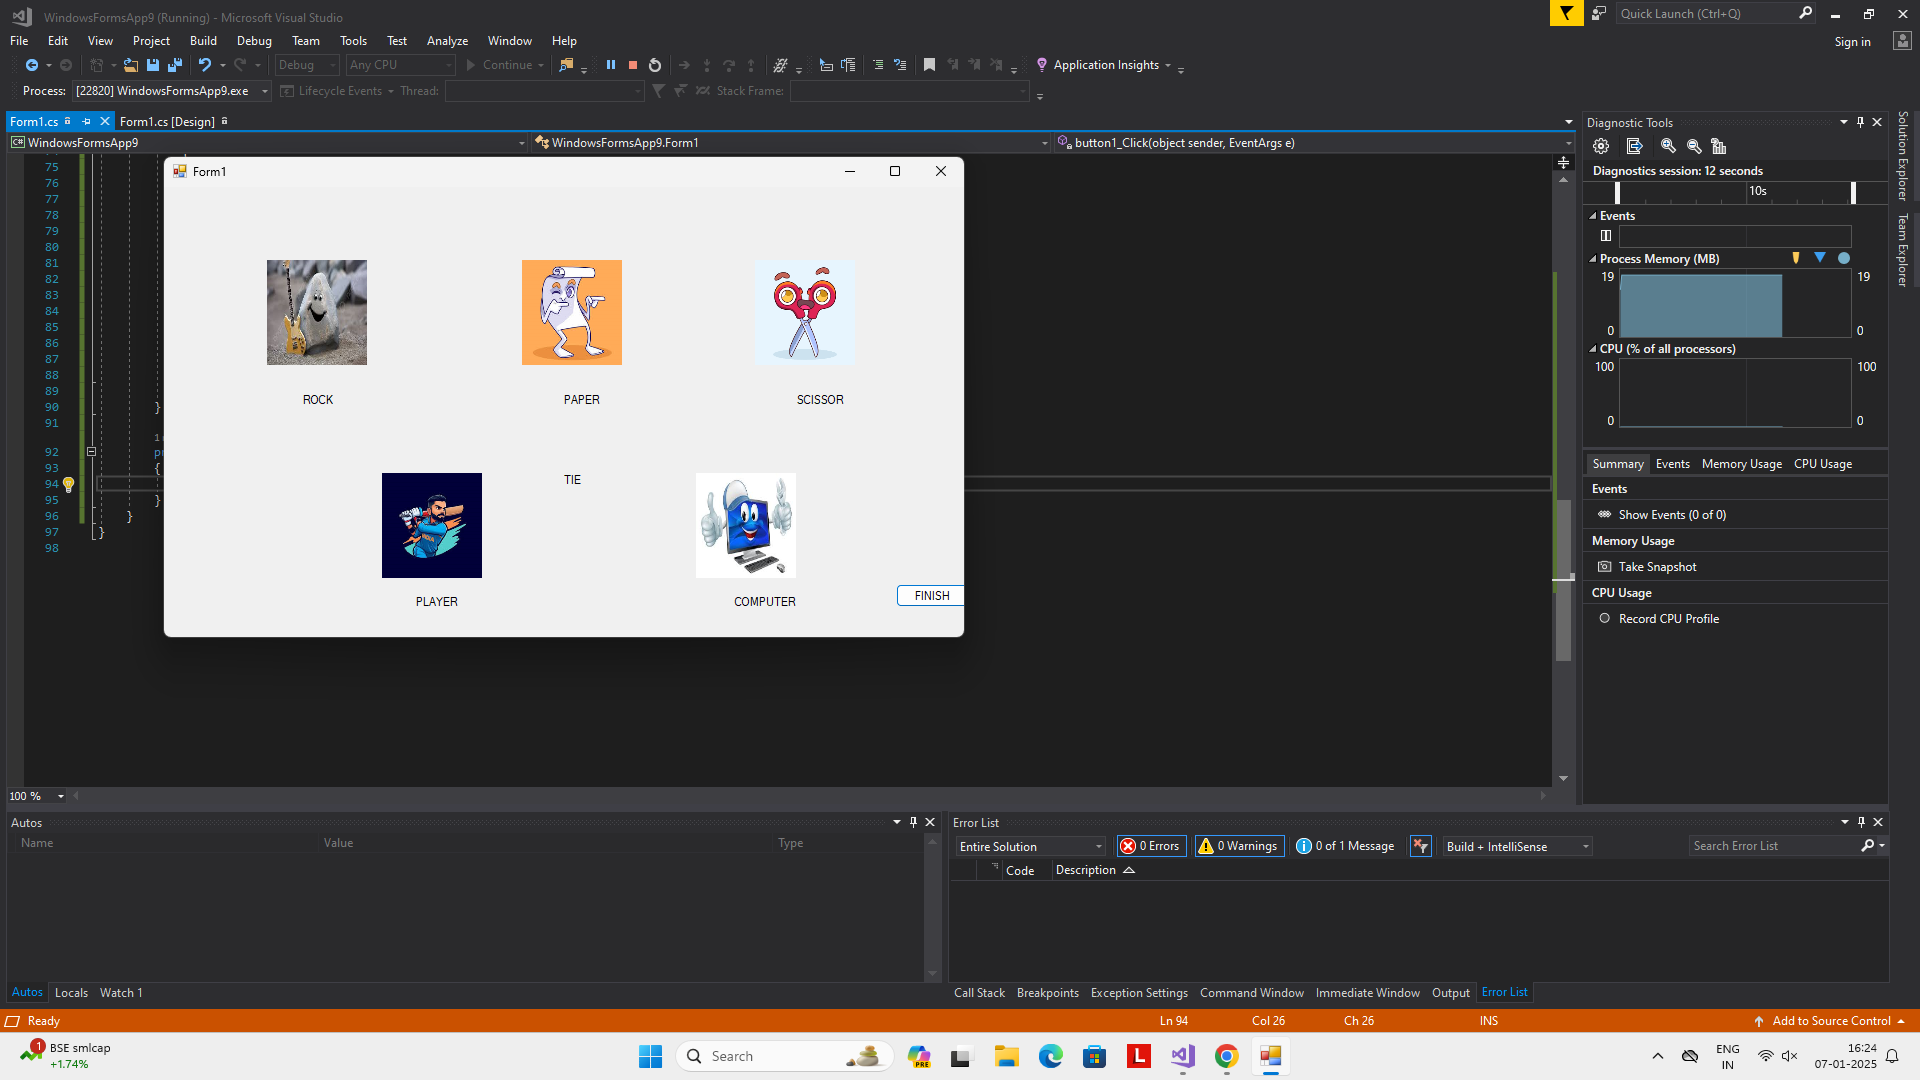 WindowsFormsApp9 (Running) - Microsoft Visual Studio
Quick Launch (Ctrl+Q)
File Edit View Project Build Debug Team Tools Test Analyze Window Help
Sign in
Debug Any CPU Continue Application Insights
Process: [22820] WindowsFormsApp9.exe Lifecycle Events Thread: Stack Frame:
Form1.cs Form1.cs [Design]
C# WindowsFormsApp9 WindowsFormsApp9.Form1 button1_Click(object sender, EventArgs e)
75
76
77
78
79
80
81
82
83
84
85
86
87
88
89
90 }
91
92
93 {
94
95 }
96 }
97 }
98
Form1
ROCK PAPER SCISSOR
TIE
INDIA
PLAYER COMPUTER
FINISH
Diagnostic Tools
Diagnostics session: 12 seconds
10s
Events
Process Memory (MB)
19 19
0 0
CPU (% of all processors)
100 100
0 0
Summary Events Memory Usage CPU Usage
Events
Show Events (0 of 0)
Memory Usage
Take Snapshot
CPU Usage
Record CPU Profile
Solution Explorer
Team Explorer
100 %
Autos
Name Value Type
Autos Locals Watch 1
Error List
Entire Solution 0 Errors 0 Warnings 0 of 1 Message Build + IntelliSense Search Error List
Code Description
Call Stack Breakpoints Exception Settings Command Window Immediate Window Output Error List
Ready Ln 94 Col 26 Ch 26 INS Add to Source Control
1
BSE smlcap
+1.74%
Search
PRE
L
ENG
IN
16:24
07-01-2025